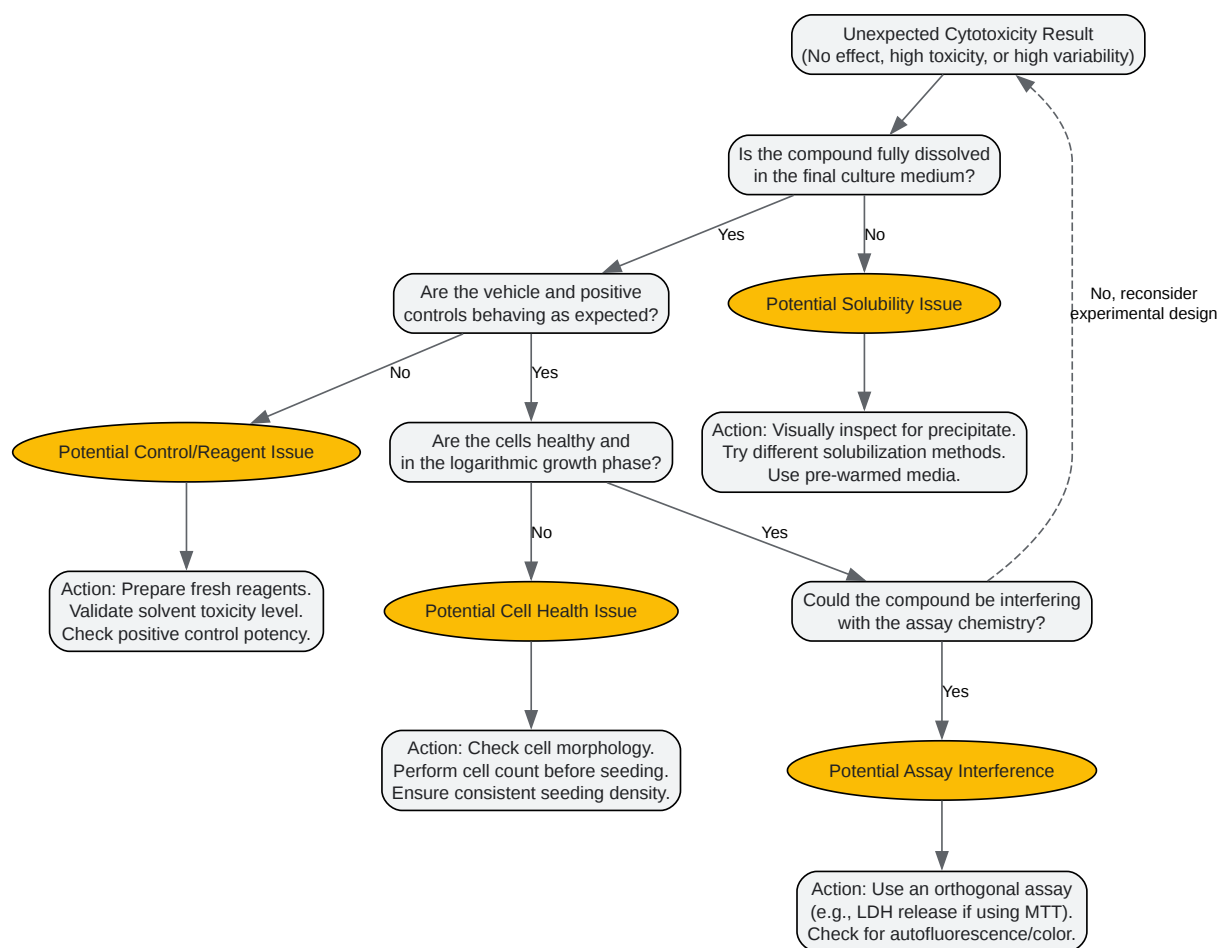 Unexpected Cytotoxicity Result
(No effect, high toxicity, or high variability)
Is the compound fully dissolved
in the final culture medium?
Yes
No
Are the vehicle and positive
controls behaving as expected?
Potential Solubility Issue
No, reconsider
experimental design
No
Yes
Potential Control/Reagent Issue
Are the cells healthy and
in the logarithmic growth phase?
Action: Visually inspect for precipitate.
Try different solubilization methods.
Use pre-warmed media.
No
Yes
Action: Prepare fresh reagents.
Validate solvent toxicity level.
Check positive control potency.
Potential Cell Health Issue
Could the compound be interfering
with the assay chemistry?
Yes
Action: Check cell morphology.
Perform cell count before seeding.
Ensure consistent seeding density.
Potential Assay Interference
Action: Use an orthogonal assay
(e.g., LDH release if using MTT).
Check for autofluorescence/color.